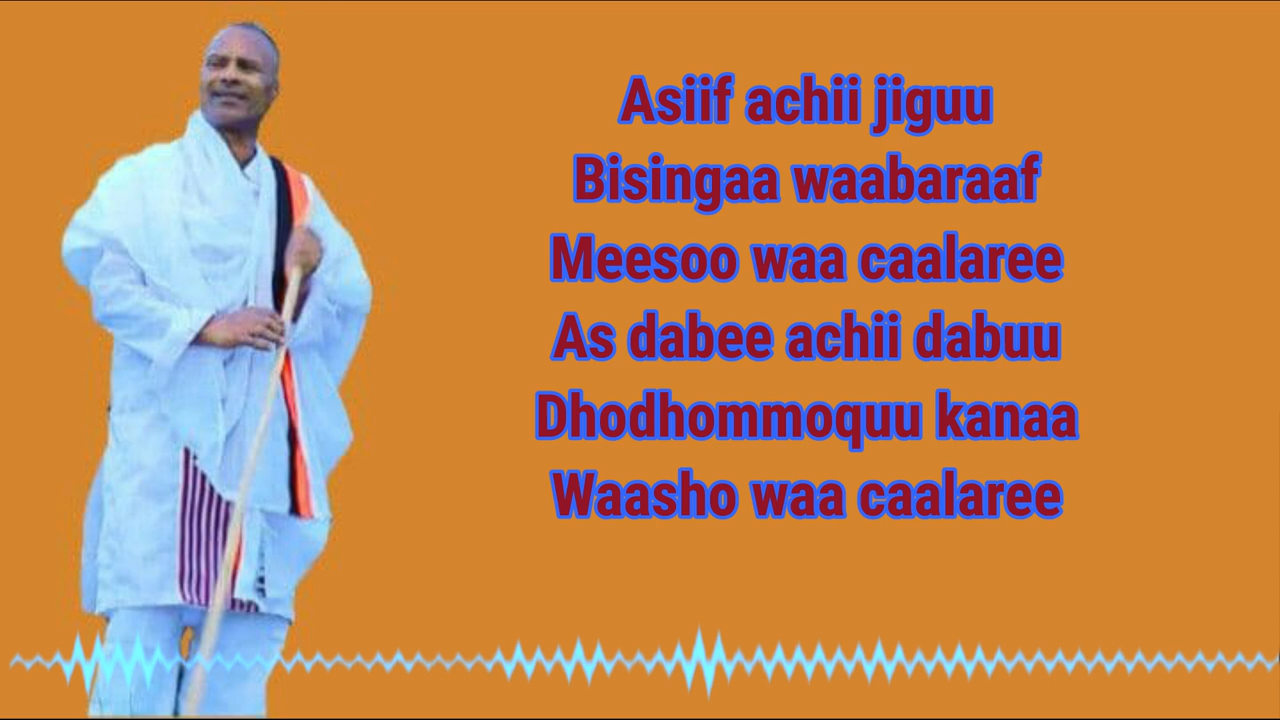 Asiif achii jiguu
Bisingaa waabaraaf
Meesoo waa caalaree
As dabee achii dabuu
Dhodhommoquu kanaa
Waasho waa caalaree